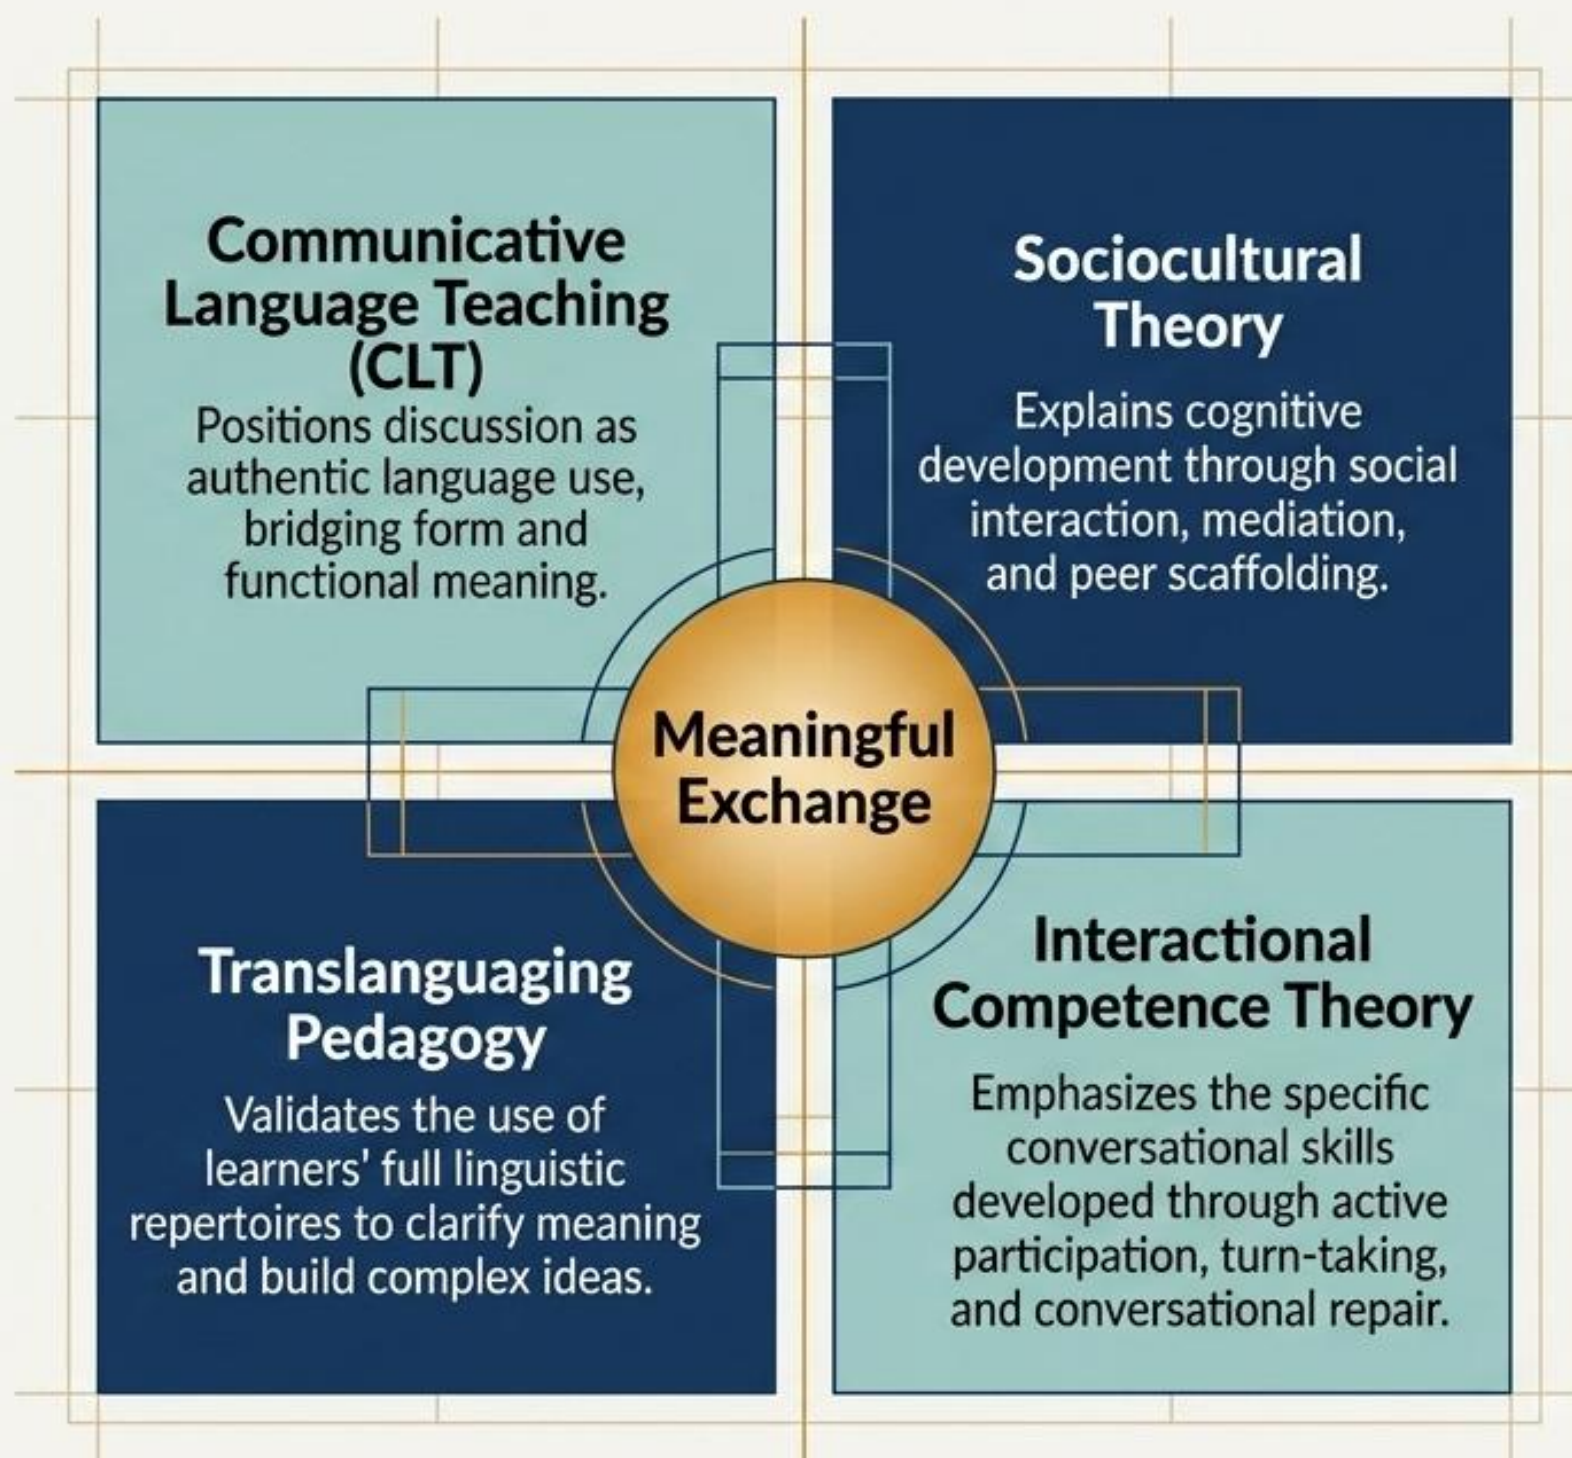 Communicative
Language Teaching
(CLT)
Positions discussion as
authentic language use,
bridging form and
functional meaning.
Sociocultural
Theory
Explains cognitive
development through social
interaction, mediation,
and peer scaffolding.
Meaningful
Exchange
Translanguaging
Pedagogy
Validates the use of
learners' full linguistic
repertoires to clarify meaning
and build complex ideas.
Interactional
Competence Theory
Emphasizes the specific
conversational skills
developed through active
participation, turn-taking,
and conversational repair.